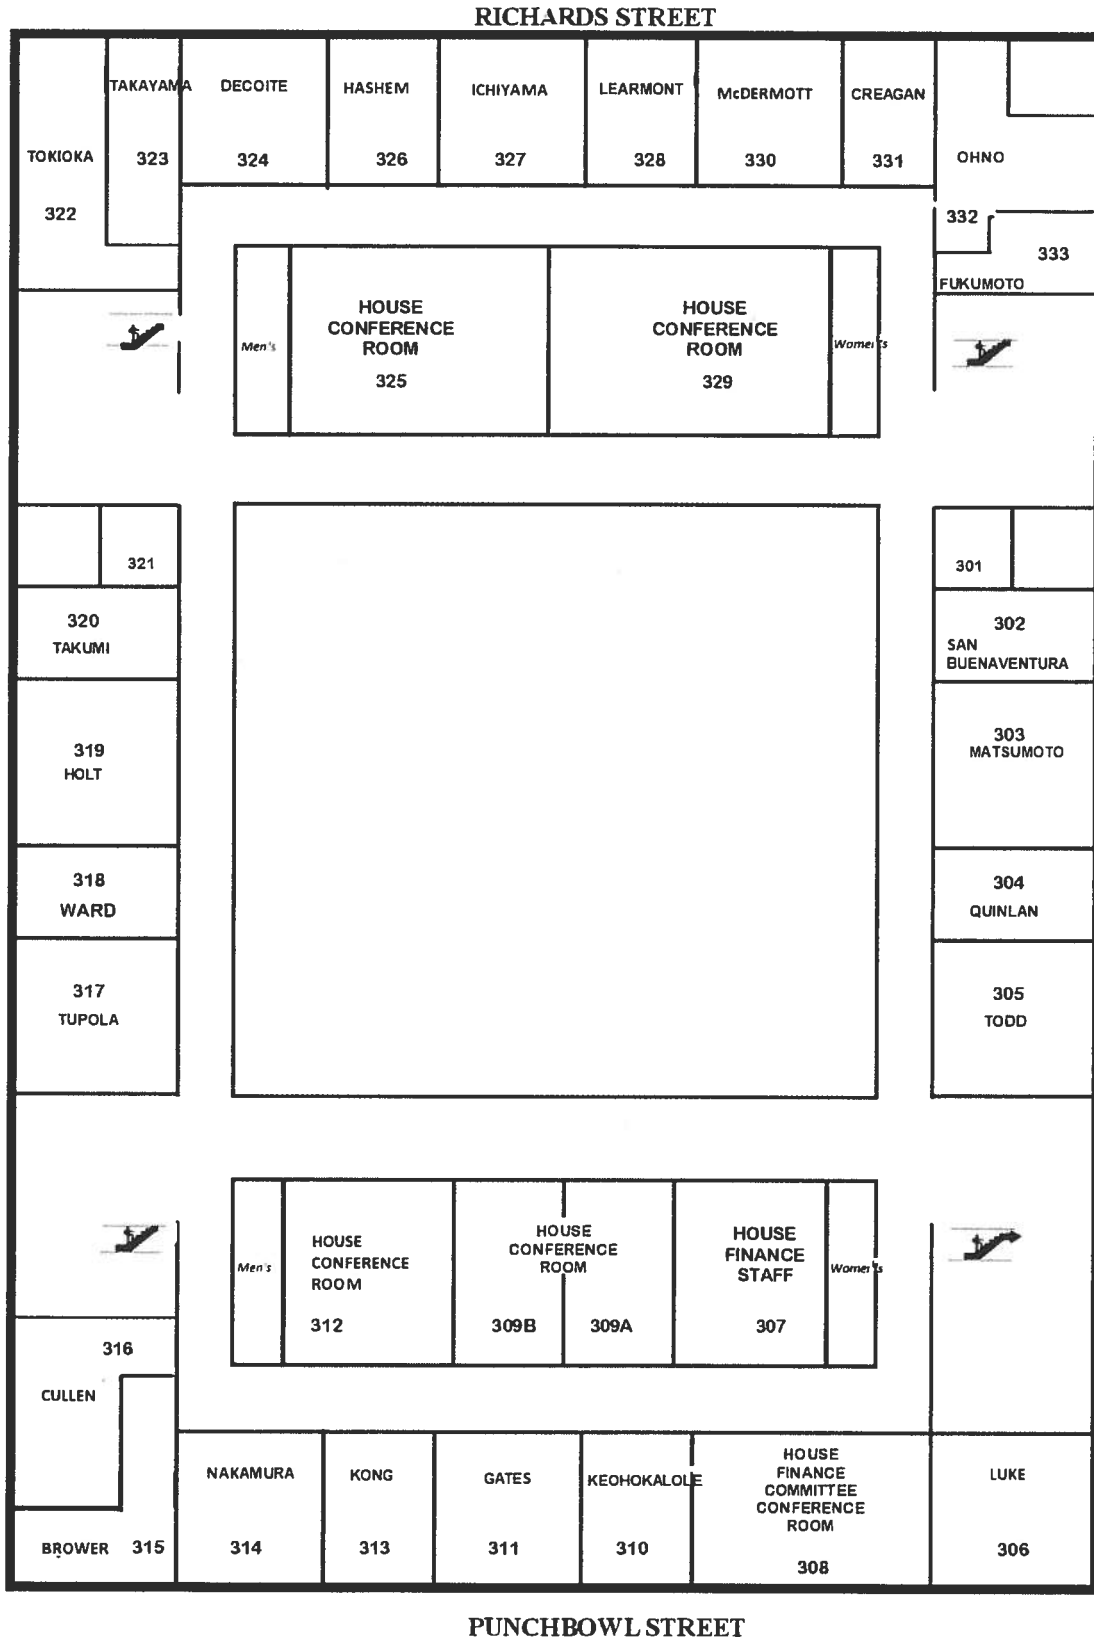 RICHARDS STREET
TAKAYAMA
DECOITE
HASHEM
ICHIYAMA
LEARMONT
McDERMOTT
CREAGAN
TOKIOKA
323
324
326
327
328
330
331
OHNO
322
332
333
FUKUMOTO
HOUSE
CONFERENCE
ROOM
325
HOUSE
CONFERENCE
ROOM
329
Men's
Women's
321
301
320
TAKUMI
302
SAN
BUENAVENTURA
319
HOLT
303
MATSUMOTO
318
WARD
304
QUINLAN
317
TUPOLA
305
TODD
Men's
HOUSE
CONFERENCE
ROOM
312
HOUSE
CONFERENCE
ROOM
309B
309A
HOUSE
FINANCE
STAFF
307
Women's
316
CULLEN
BROWER 315
NAKAMURA
314
KONG
313
GATES
311
KEOHOKALOLE
310
HOUSE
FINANCE
COMMITTEE
CONFERENCE
ROOM
308
LUKE
306
PUNCHBOWL STREET